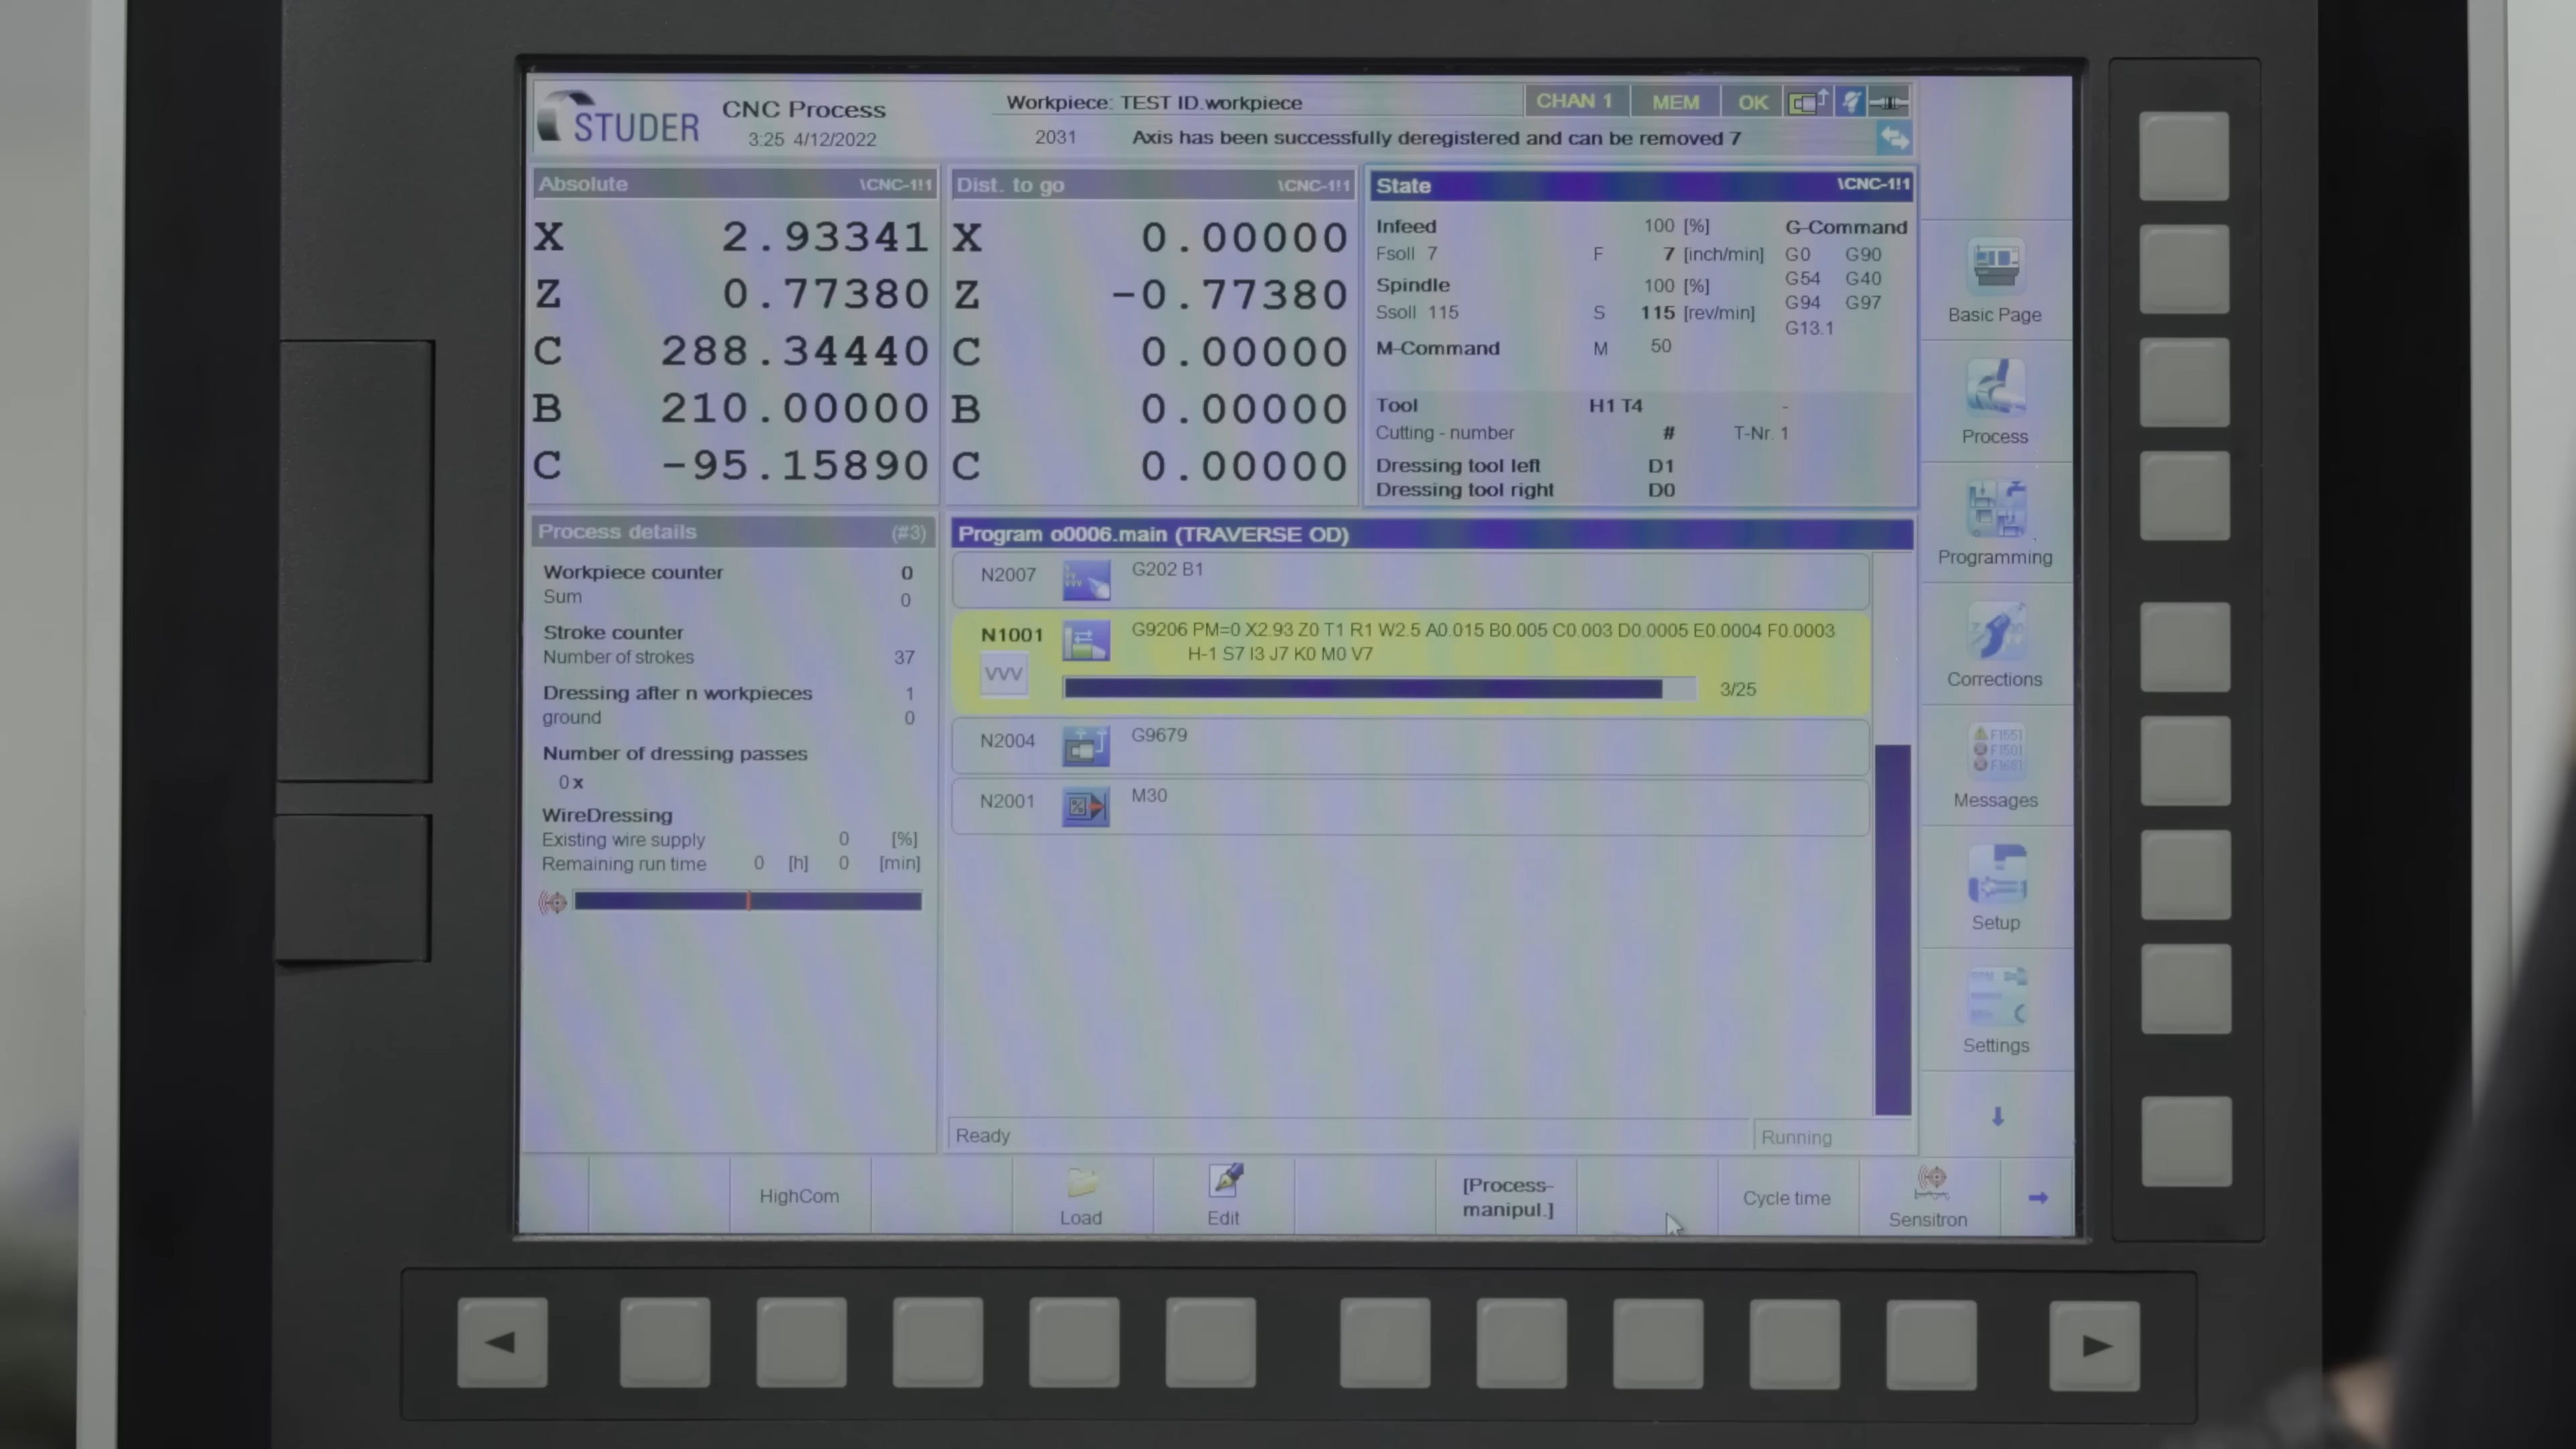 STUDER
CNC Process
3:25 4/12/2022
Workpiece: TEST ID.workpiece
CHAN 1 MEM OK
2031 Axis has been successfully deregistered and can be removed 7
Absolute \CNC-1!1
X 2.93341
Z 0.77380
C 288.34440
B 210.00000
C -95.15890
Dist. to go \CNC-1!1
X 0.00000
Z -0.77380
C 0.00000
B 0.00000
C 0.00000
State \CNC-1!1
Infeed 100 [%] G-Command
Fsoll 7 F 7 [inch/min] G0 G90
Spindle 100 [%] G54 G40
Ssoll 115 S 115 [rev/min] G94 G97
G13.1
M-Command M 50
Tool H1 T4 -
Cutting - number # T-Nr. 1
Dressing tool left D1
Dressing tool right D0
Process details (#3)
Workpiece counter 0
Sum 0
Stroke counter
Number of strokes 37
Dressing after n workpieces 1
ground 0
Number of dressing passes
0 x
WireDressing
Existing wire supply 0 [%]
Remaining run time 0 [h] 0 [min]
Program o0006.main (TRAVERSE OD)
N2007 G202 B1
N1001 G9206 PM=0 X2.93 Z0 T1 R1 W2.5 A0.015 B0.005 C0.003 D0.0005 E0.0004 F0.0003
H-1 S7 I3 J7 K0 M0 V7
VVV
3/25
N2004 G9679
N2001 M30
Ready Running
Basic Page
Process
Programming
Corrections
F1551
F1501
F1681
Messages
Setup
Settings
HighCom
Load
Edit
[Process-
manipul.]
Cycle time
Sensitron